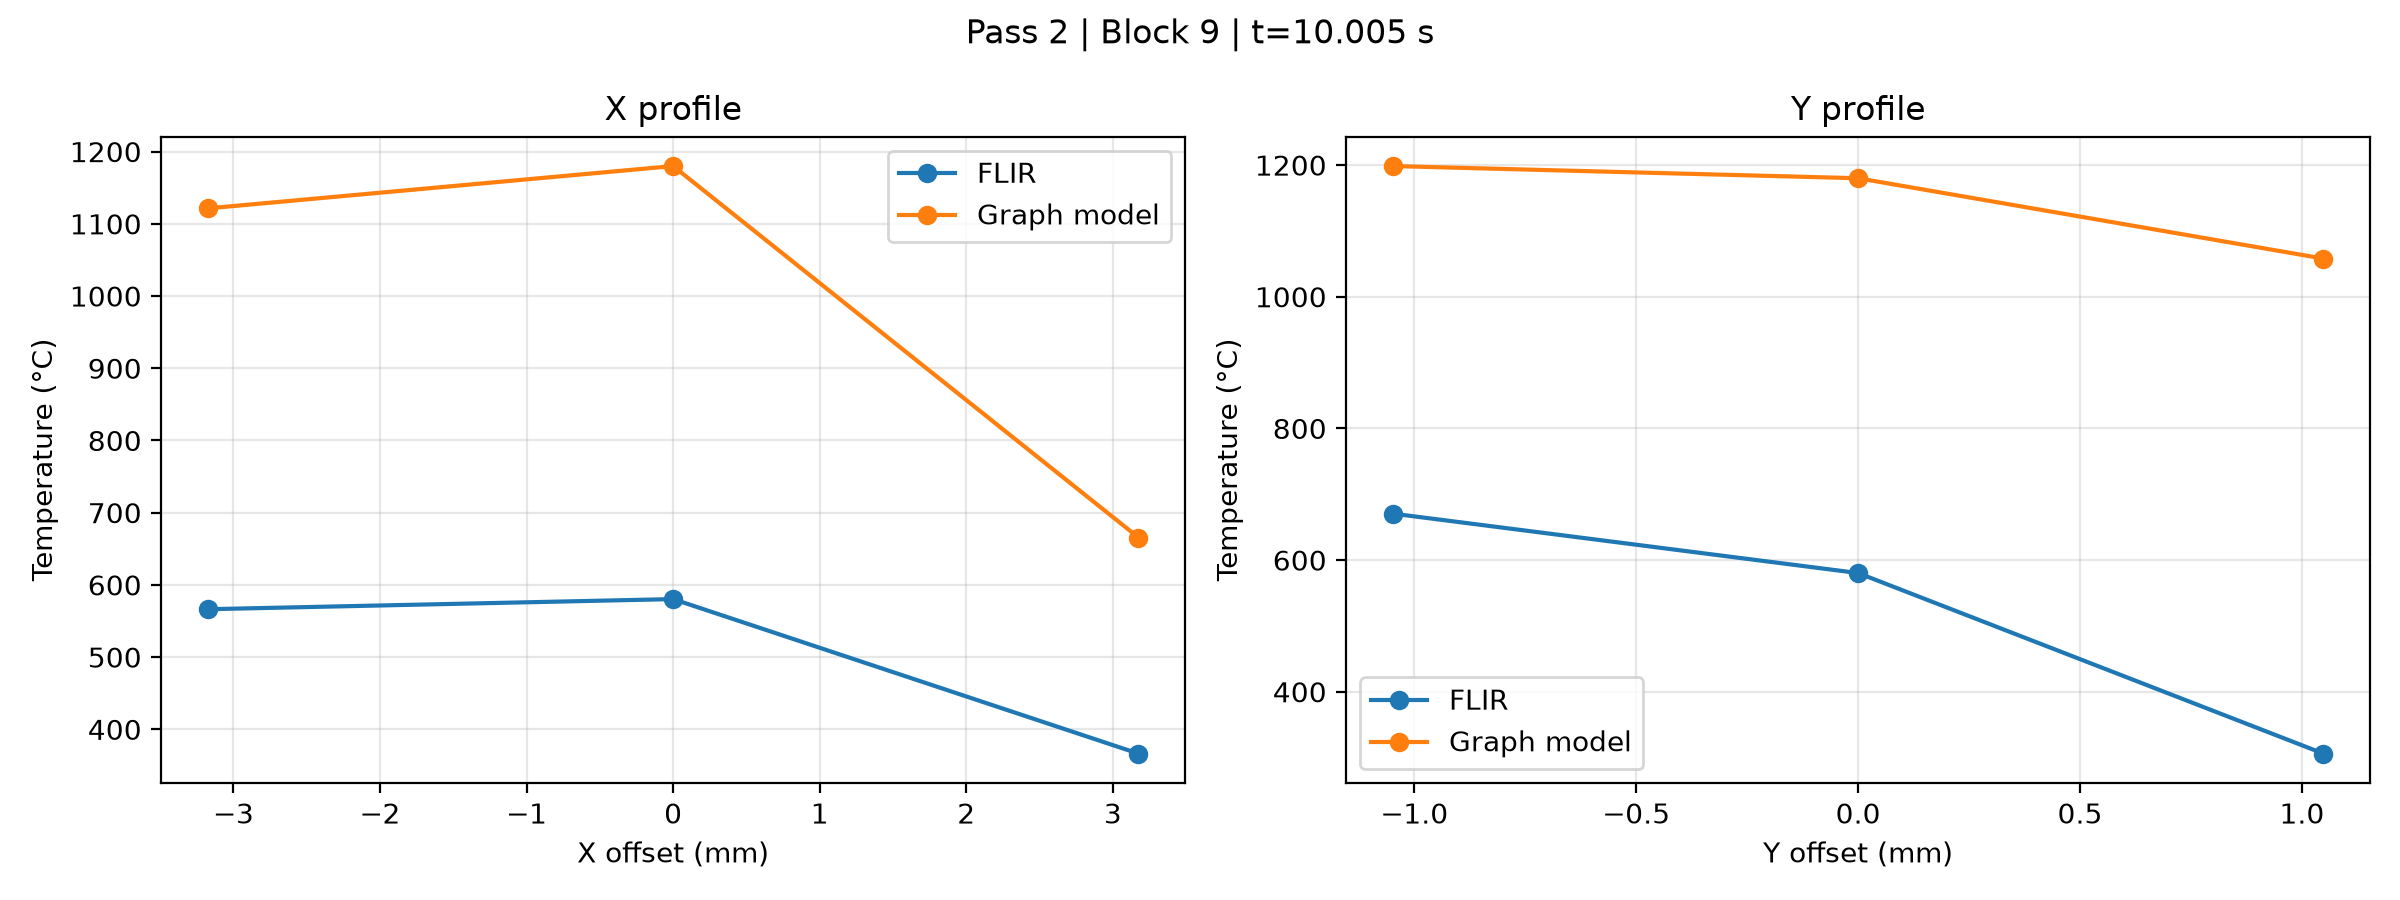 Pass 2 | Block 9 | t=10.005 s
X profile
1200
1100
1000
900
800
700
600
500
400
Temperature (°C)
−3
−2
−1
0
1
2
3
X offset (mm)
FLIR
Graph model
Y profile
1200
1000
800
600
400
Temperature (°C)
−1.0
−0.5
0.0
0.5
1.0
Y offset (mm)
FLIR
Graph model